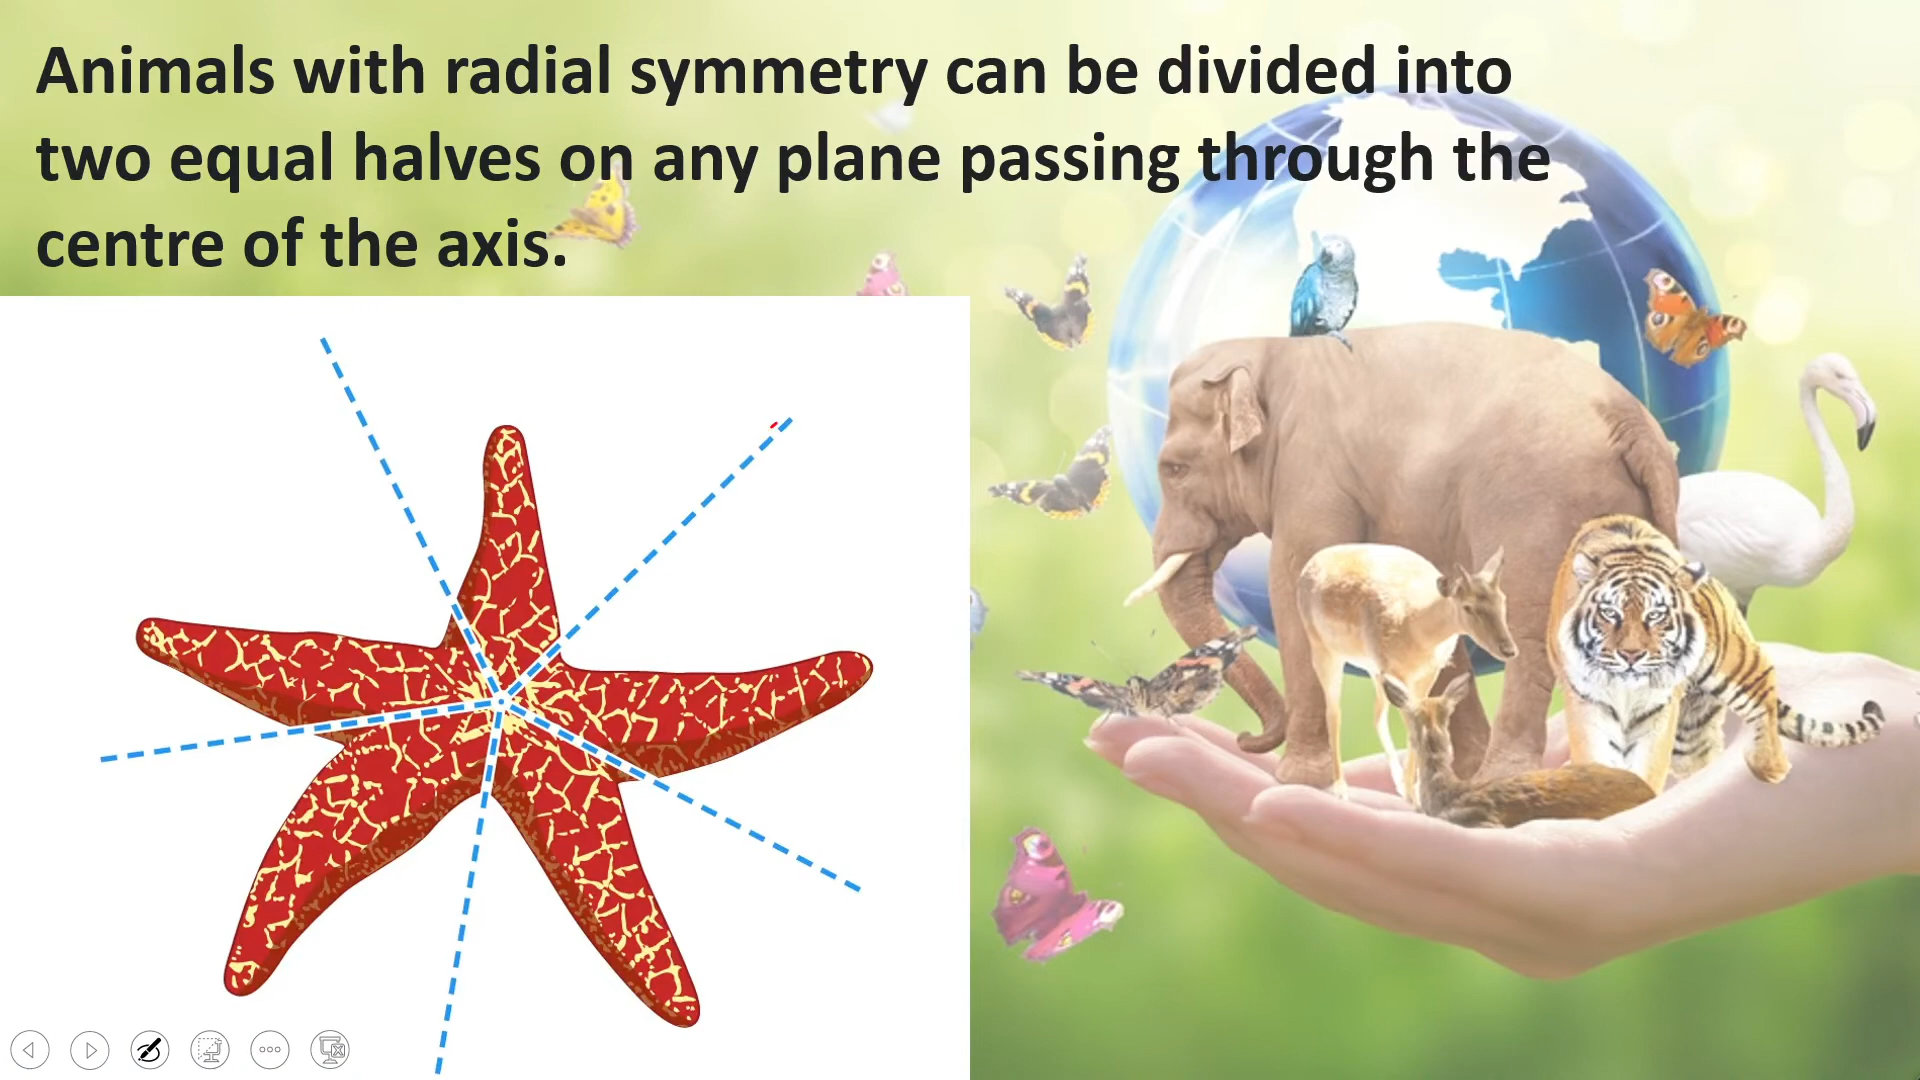 Animals with radial symmetry can be divided into
two equal halves on any plane passing through the
centre of the axis.